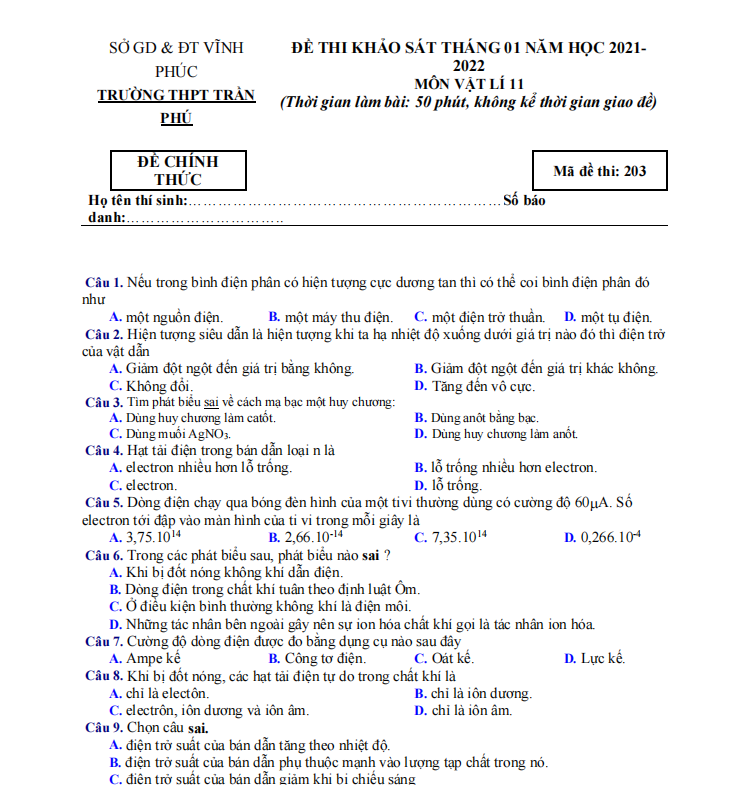 SỞ GD & ĐT VĨNH PHÚC
TRƯỜNG THPT TRẦN PHÚ
ĐỀ THI KHẢO SÁT THÁNG 01 NĂM HỌC 2021-
2022
MÔN VẬT LÍ 11
(Thời gian làm bài: 50 phút, không kể thời gian giao đề)
ĐỀ CHÍNH
THỨC
Mã đề thi: 203
Họ tên thí sinh:……………………………………………………Số báo
danh:…………………………..
Câu 1. Nếu trong bình điện phân có hiện tượng cực dương tan thì có thể coi bình điện phân đó
như
A. một nguồn điện. B. một máy thu điện. C. một điện trở thuần. D. một tụ điện.
Câu 2. Hiện tượng siêu dẫn là hiện tượng khi ta hạ nhiệt độ xuống dưới giá trị nào đó thì điện trở
của vật dẫn
A. Giảm đột ngột đến giá trị bằng không. B. Giảm đột ngột đến giá trị khác không.
C. Không đổi. D. Tăng đến vô cực.
Câu 3. Tìm phát biểu sai về cách mạ bạc một huy chương:
A. Dùng huy chương làm catốt. B. Dùng anôt bằng bạc.
C. Dùng muối AgNO₃. D. Dùng huy chương làm anốt.
Câu 4. Hạt tải điện trong bán dẫn loại n là
A. electron nhiều hơn lỗ trống. B. lỗ trống nhiều hơn electron.
C. electron. D. lỗ trống.
Câu 5. Dòng điện chạy qua bóng đèn hình của một tivi thường dùng có cường độ 60µA. Số
electron tới đập vào màn hình của ti vi trong mỗi giây là
A. 3,75.10¹⁴ B. 2,66.10⁻¹⁴ C. 7,35.10¹⁴ D. 0,266.10⁻⁴
Câu 6. Trong các phát biểu sau, phát biểu nào sai ?
A. Khi bị đốt nóng không khí dẫn điện.
B. Dòng điện trong chất khí tuân theo định luật Ôm.
C. Ở điều kiện bình thường không khí là điện môi.
D. Những tác nhân bên ngoài gây nên sự ion hóa chất khí gọi là tác nhân ion hóa.
Câu 7. Cường độ dòng điện được đo bằng dụng cụ nào sau đây
A. Ampe kế B. Công tơ điện. C. Oát kế. D. Lực kế.
Câu 8. Khi bị đốt nóng, các hạt tải điện tự do trong chất khí là
A. chỉ là electôn. B. chỉ là ion dương.
C. electrôn, ion dương và ion âm. D. chỉ là ion âm.
Câu 9. Chọn câu sai.
A. điện trở suất của bán dẫn tăng theo nhiệt độ.
B. điện trở suất của bán dẫn phụ thuộc mạnh vào lượng tạp chất trong nó.
C. điện trở suất của bán dẫn giảm khi bị chiếu sáng